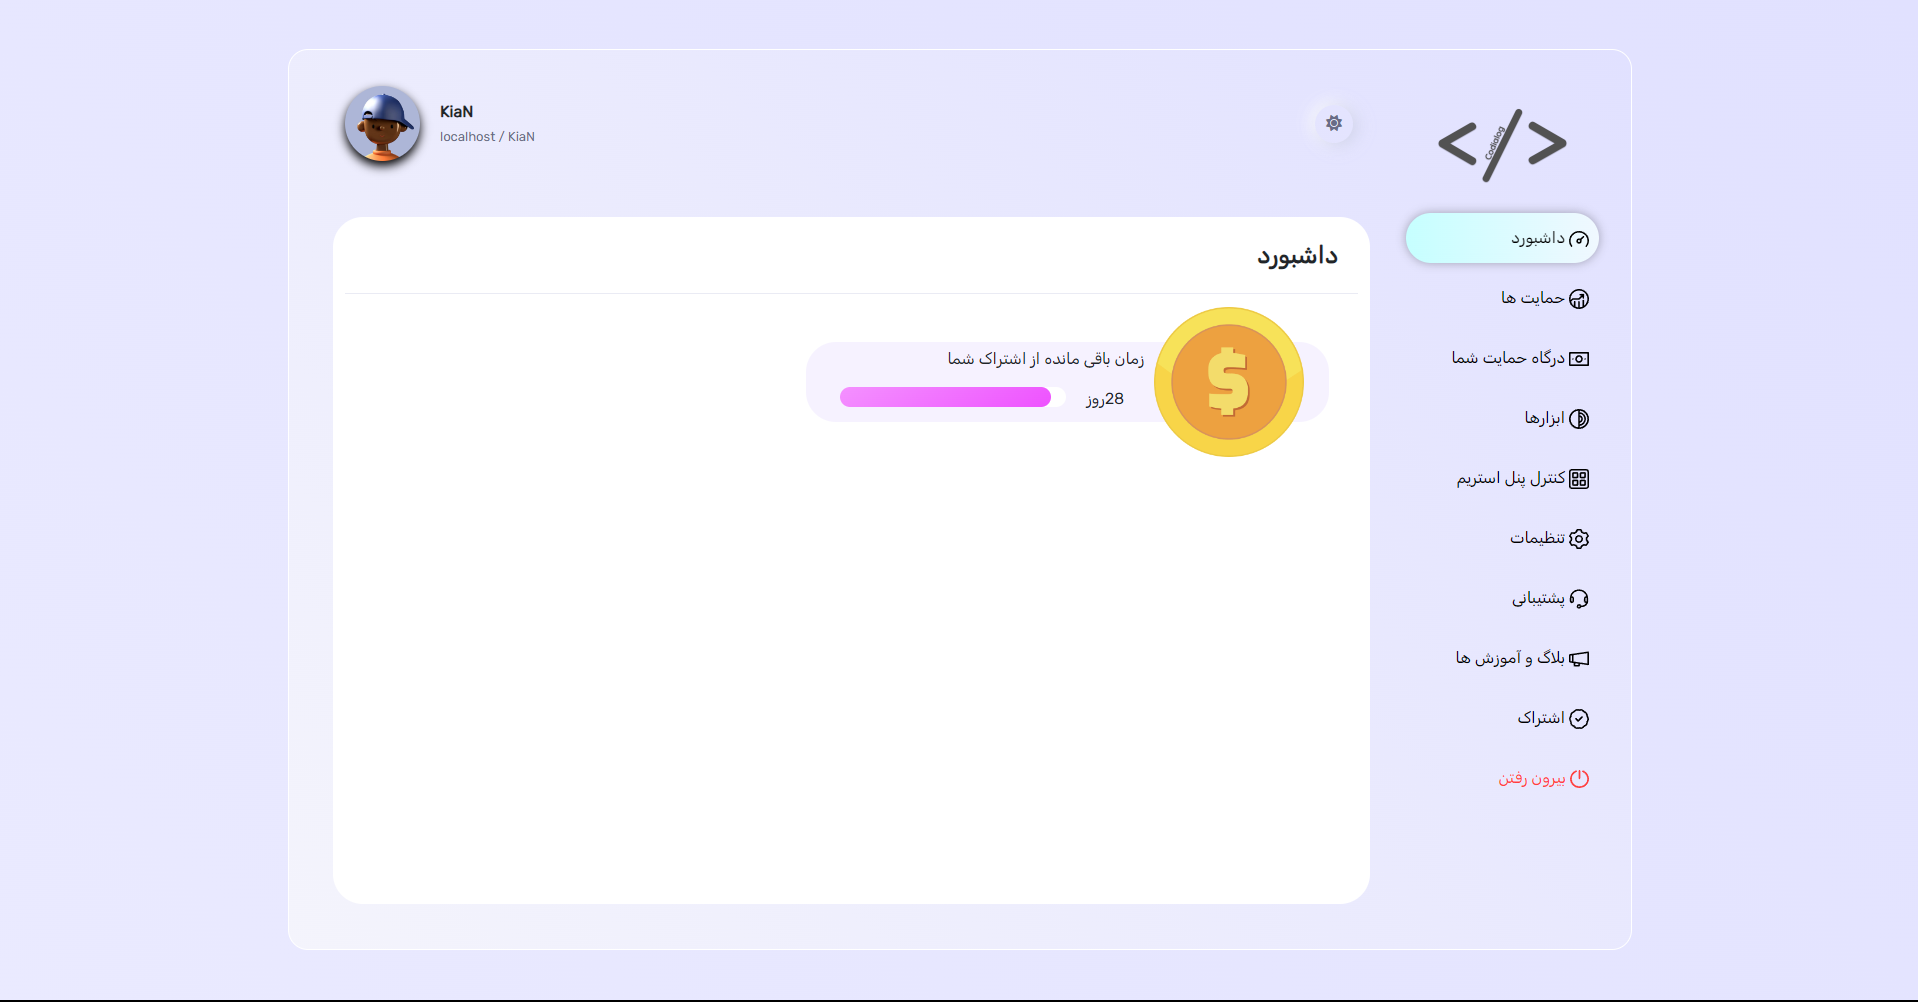 KiaN
localhost / KiaN
Codialog
داشبورد
حمایت ها
درگاه حمایت شما
ابزارها
کنترل پنل استریم
تنظیمات
پشتیبانی
بلاگ و آموزش ها
اشتراک
بیرون رفتن
داشبورد
زمان باقی مانده از اشتراک شما
28روز
$